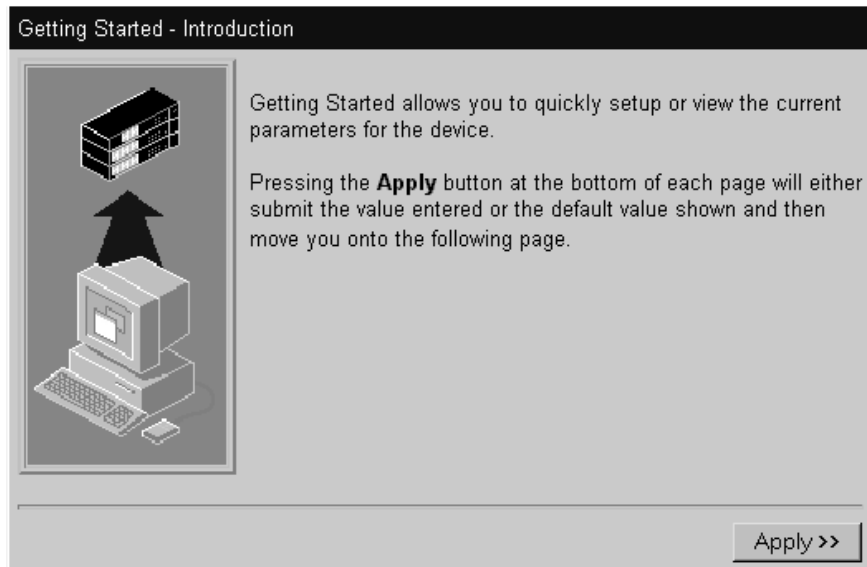 Getting Started - Introduction
Getting Started allows you to quickly setup or view the current
parameters for the device.
Pressing the Apply button at the bottom of each page will either
submit the value entered or the default value shown and then
move you onto the following page.
Apply >>